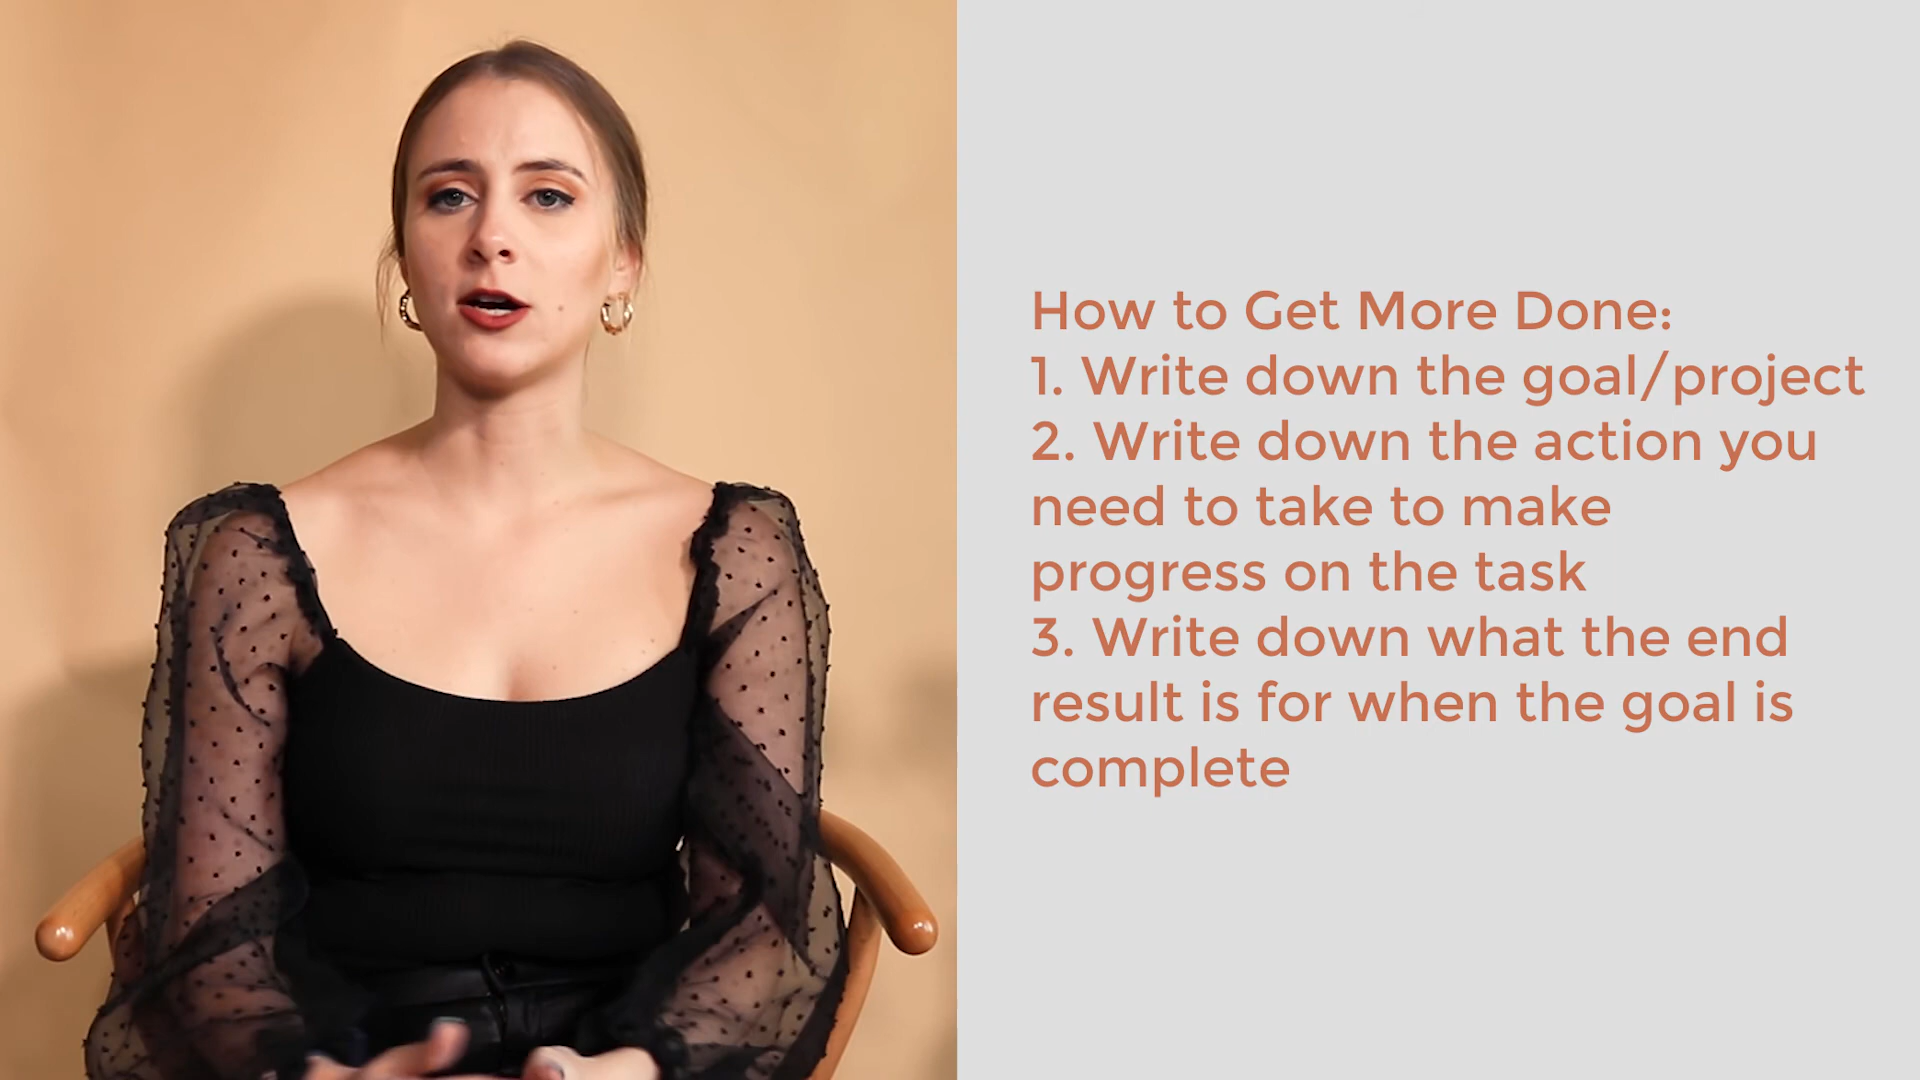 How to Get More Done:
1. Write down the goal/project
2. Write down the action you
need to take to make
progress on the task
3. Write down what the end
result is for when the goal is
complete